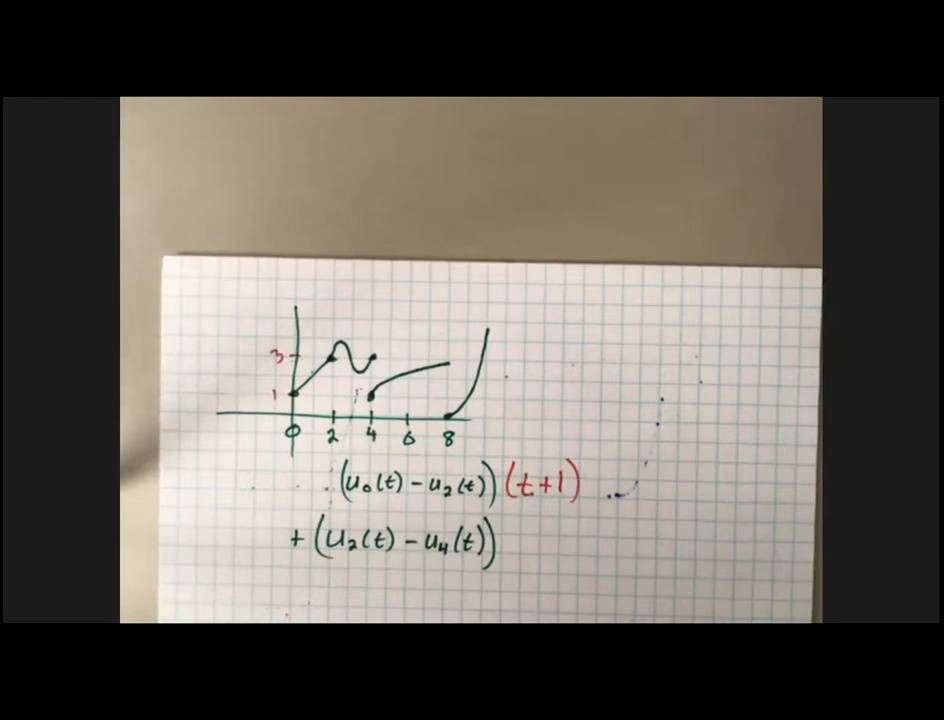 3
1
0 2 4 6 8
(u₀(t) - u₂(t)) (t+1)
+ (u₂(t) - u₄(t))